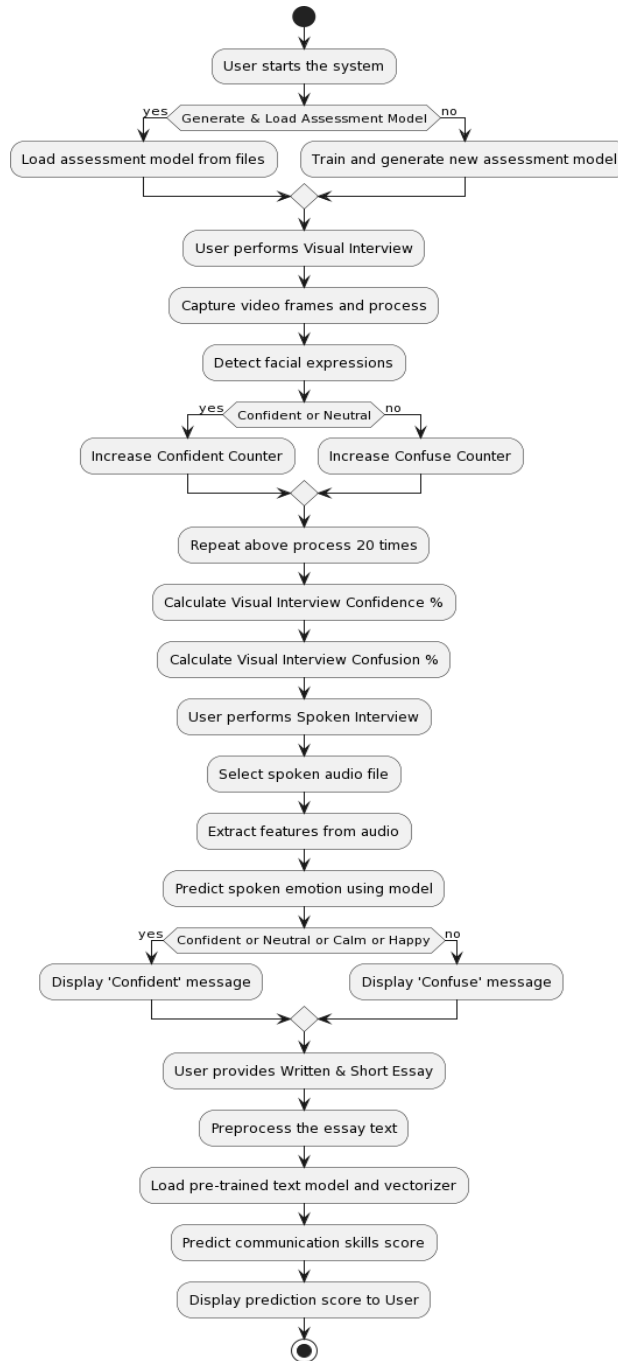 User starts the system
yes
Generate & Load Assessment Model
no
Load assessment model from files
Train and generate new assessment model
User performs Visual Interview
Capture video frames and process
Detect facial expressions
yes
Confident or Neutral
no
Increase Confident Counter
Increase Confuse Counter
Repeat above process 20 times
Calculate Visual Interview Confidence %
Calculate Visual Interview Confusion %
User performs Spoken Interview
Select spoken audio file
Extract features from audio
Predict spoken emotion using model
yes
Confident or Neutral or Calm or Happy
no
Display 'Confident' message
Display 'Confuse' message
User provides Written & Short Essay
Preprocess the essay text
Load pre-trained text model and vectorizer
Predict communication skills score
Display prediction score to User